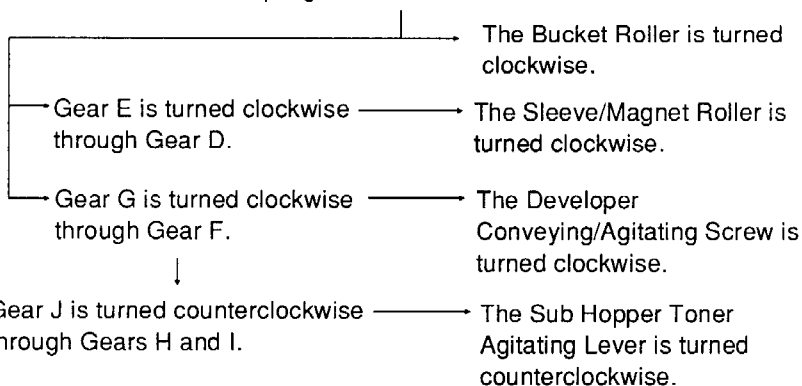 The Bucket Roller is turned
clockwise.
Gear E is turned clockwise
through Gear D.
The Sleeve/Magnet Roller is
turned clockwise.
Gear G is turned clockwise
through Gear F.
The Developer
Conveying/Agitating Screw is
turned clockwise.
Gear J is turned counterclockwise
through Gears H and I.
The Sub Hopper Toner
Agitating Lever is turned
counterclockwise.